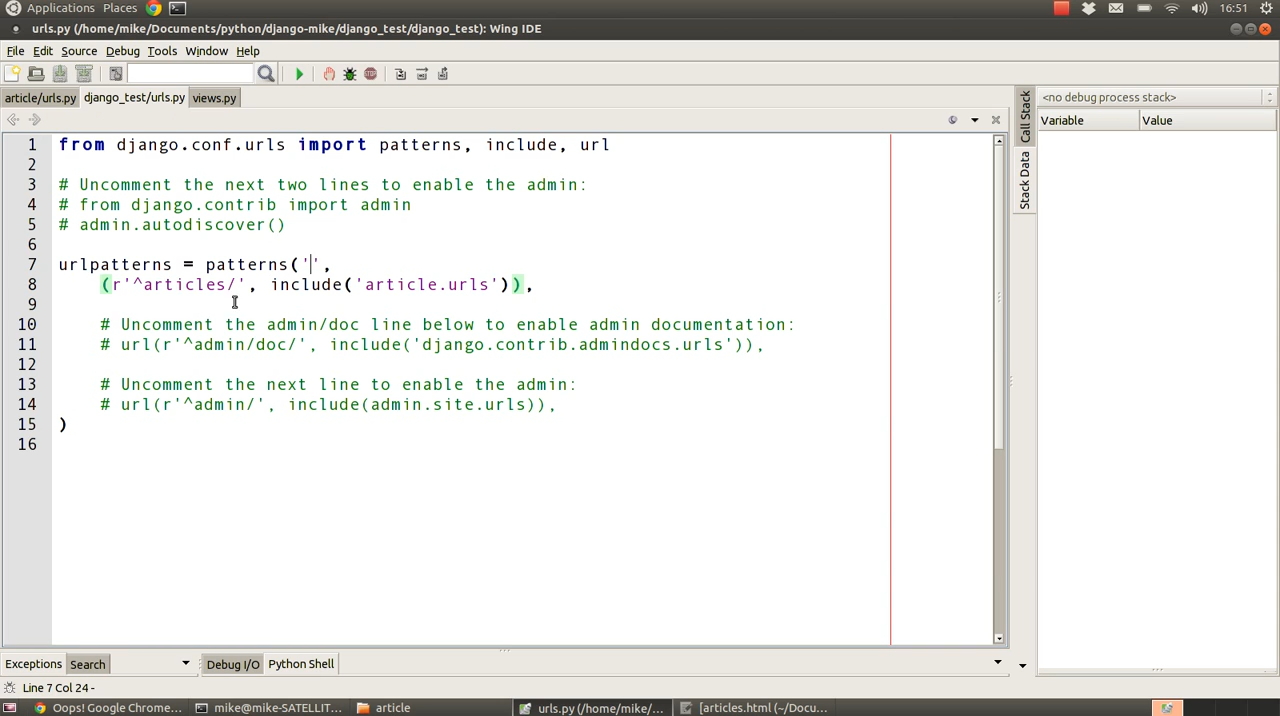 Applications Places 16:51
urls.py (/home/mike/Documents/python/django-mike/django_test/django_test): Wing IDE
File Edit Source Debug Tools Window Help
article/urls.py django_test/urls.py views.py
<no debug process stack>
Variable Value
Call Stack
Stack Data
1 from django.conf.urls import patterns, include, url
2
3 # Uncomment the next two lines to enable the admin:
4 # from django.contrib import admin
5 # admin.autodiscover()
6
7 urlpatterns = patterns('',
8 (r'^articles/', include('article.urls')),
9
10 # Uncomment the admin/doc line below to enable admin documentation:
11 # url(r'^admin/doc/', include('django.contrib.admindocs.urls')),
12
13 # Uncomment the next line to enable the admin:
14 # url(r'^admin/', include(admin.site.urls)),
15 )
16
Exceptions Search Debug I/O Python Shell
Line 7 Col 24 -
Oops! Google Chrome... mike@mike-SATELLIT... article urls.py (/home/mike/... [articles.html (~/Docu...